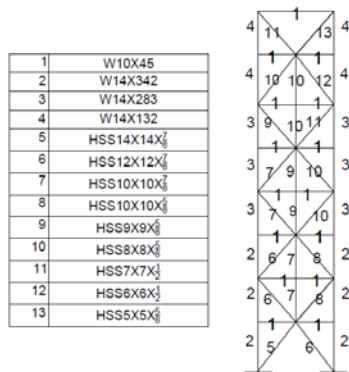 1 W10X45
2 W14X342
3 W14X283
4 W14X132
5 HSS14X14X7/8
6 HSS12X12X7/8
7 HSS10X10X7/8
8 HSS10X10X5/8
9 HSS9X9X5/8
10 HSS8X8X5/8
11 HSS7X7X1/2
12 HSS6X6X1/2
13 HSS5X5X
1
4 11 13 4
1 1
4 10 10 12 4
1 1
3 9 10 11 3
1 1
3 7 9 10 3
1 1
3 7 9 10 3
1 1
2 6 7 8 2
1 1
2 6 7 8 2
1 1
2 5 6 2